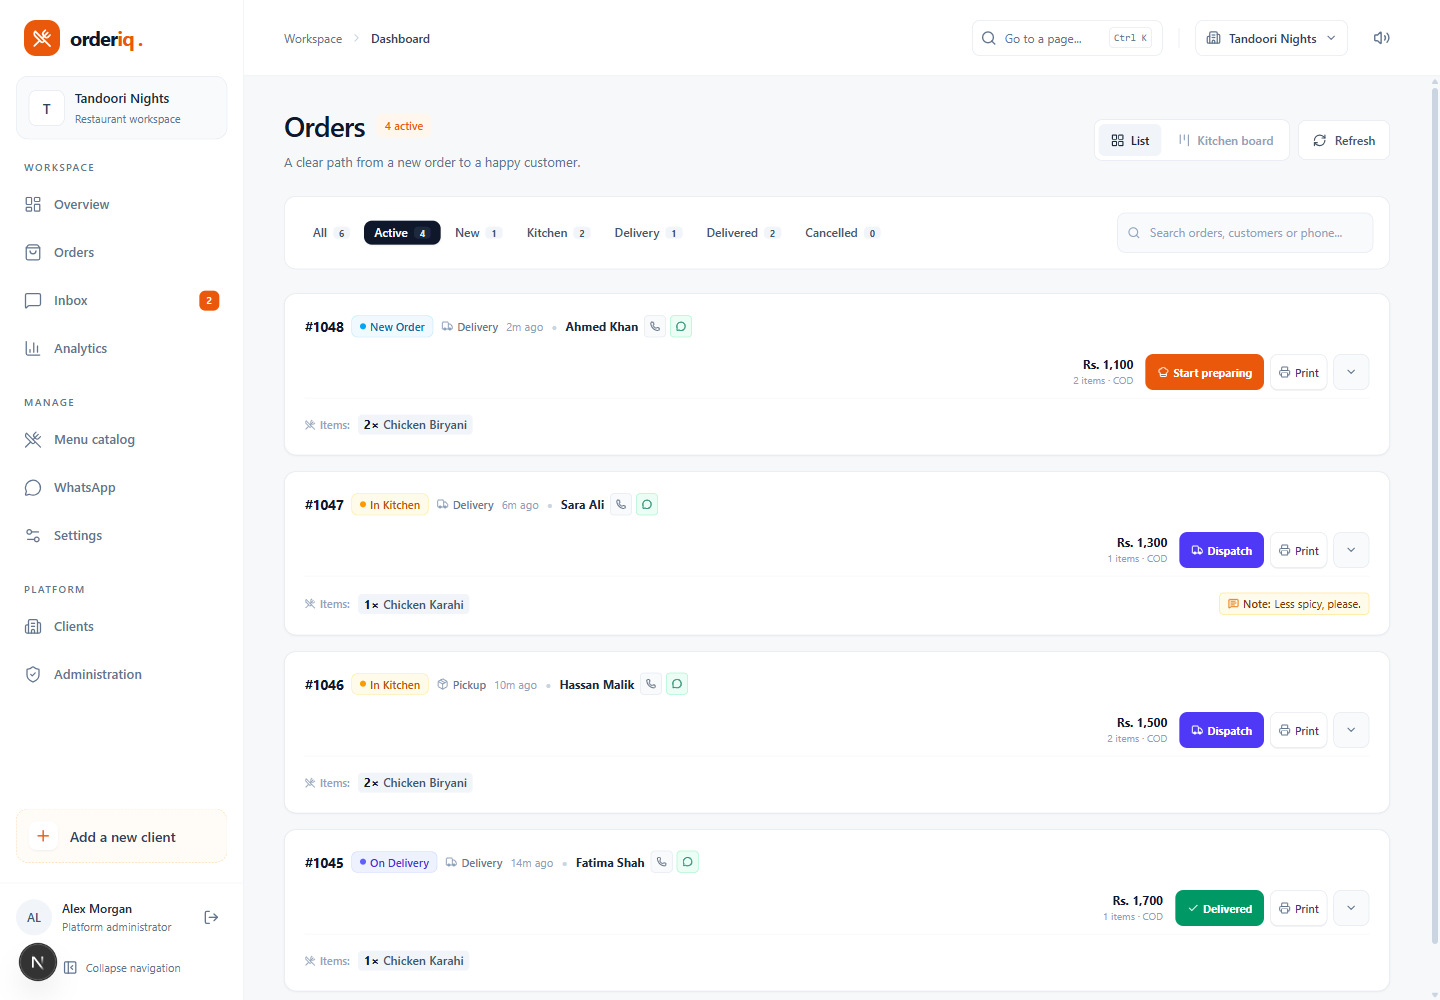 orderiq.
Workspace > Dashboard
Go to a page... Ctrl K
Tandoori Nights
T
Tandoori Nights
Restaurant workspace
WORKSPACE
Overview
Orders
Inbox 2
Analytics
MANAGE
Menu catalog
WhatsApp
Settings
PLATFORM
Clients
Administration
Add a new client
AL
Alex Morgan
Platform administrator
N
Collapse navigation
Orders 4 active
A clear path from a new order to a happy customer.
List Kitchen board Refresh
All 6 Active 4 New 1 Kitchen 2 Delivery 1 Delivered 2 Cancelled 0
Search orders, customers or phone...
#1048 New Order Delivery 2m ago • Ahmed Khan
Rs. 1,100
2 items · COD
Start preparing Print
Items: 2× Chicken Biryani
#1047 In Kitchen Delivery 6m ago • Sara Ali
Rs. 1,300
1 items · COD
Dispatch Print
Items: 1× Chicken Karahi
Note: Less spicy, please.
#1046 In Kitchen Pickup 10m ago • Hassan Malik
Rs. 1,500
2 items · COD
Dispatch Print
Items: 2× Chicken Biryani
#1045 On Delivery Delivery 14m ago • Fatima Shah
Rs. 1,700
1 items · COD
Delivered Print
Items: 1× Chicken Karahi